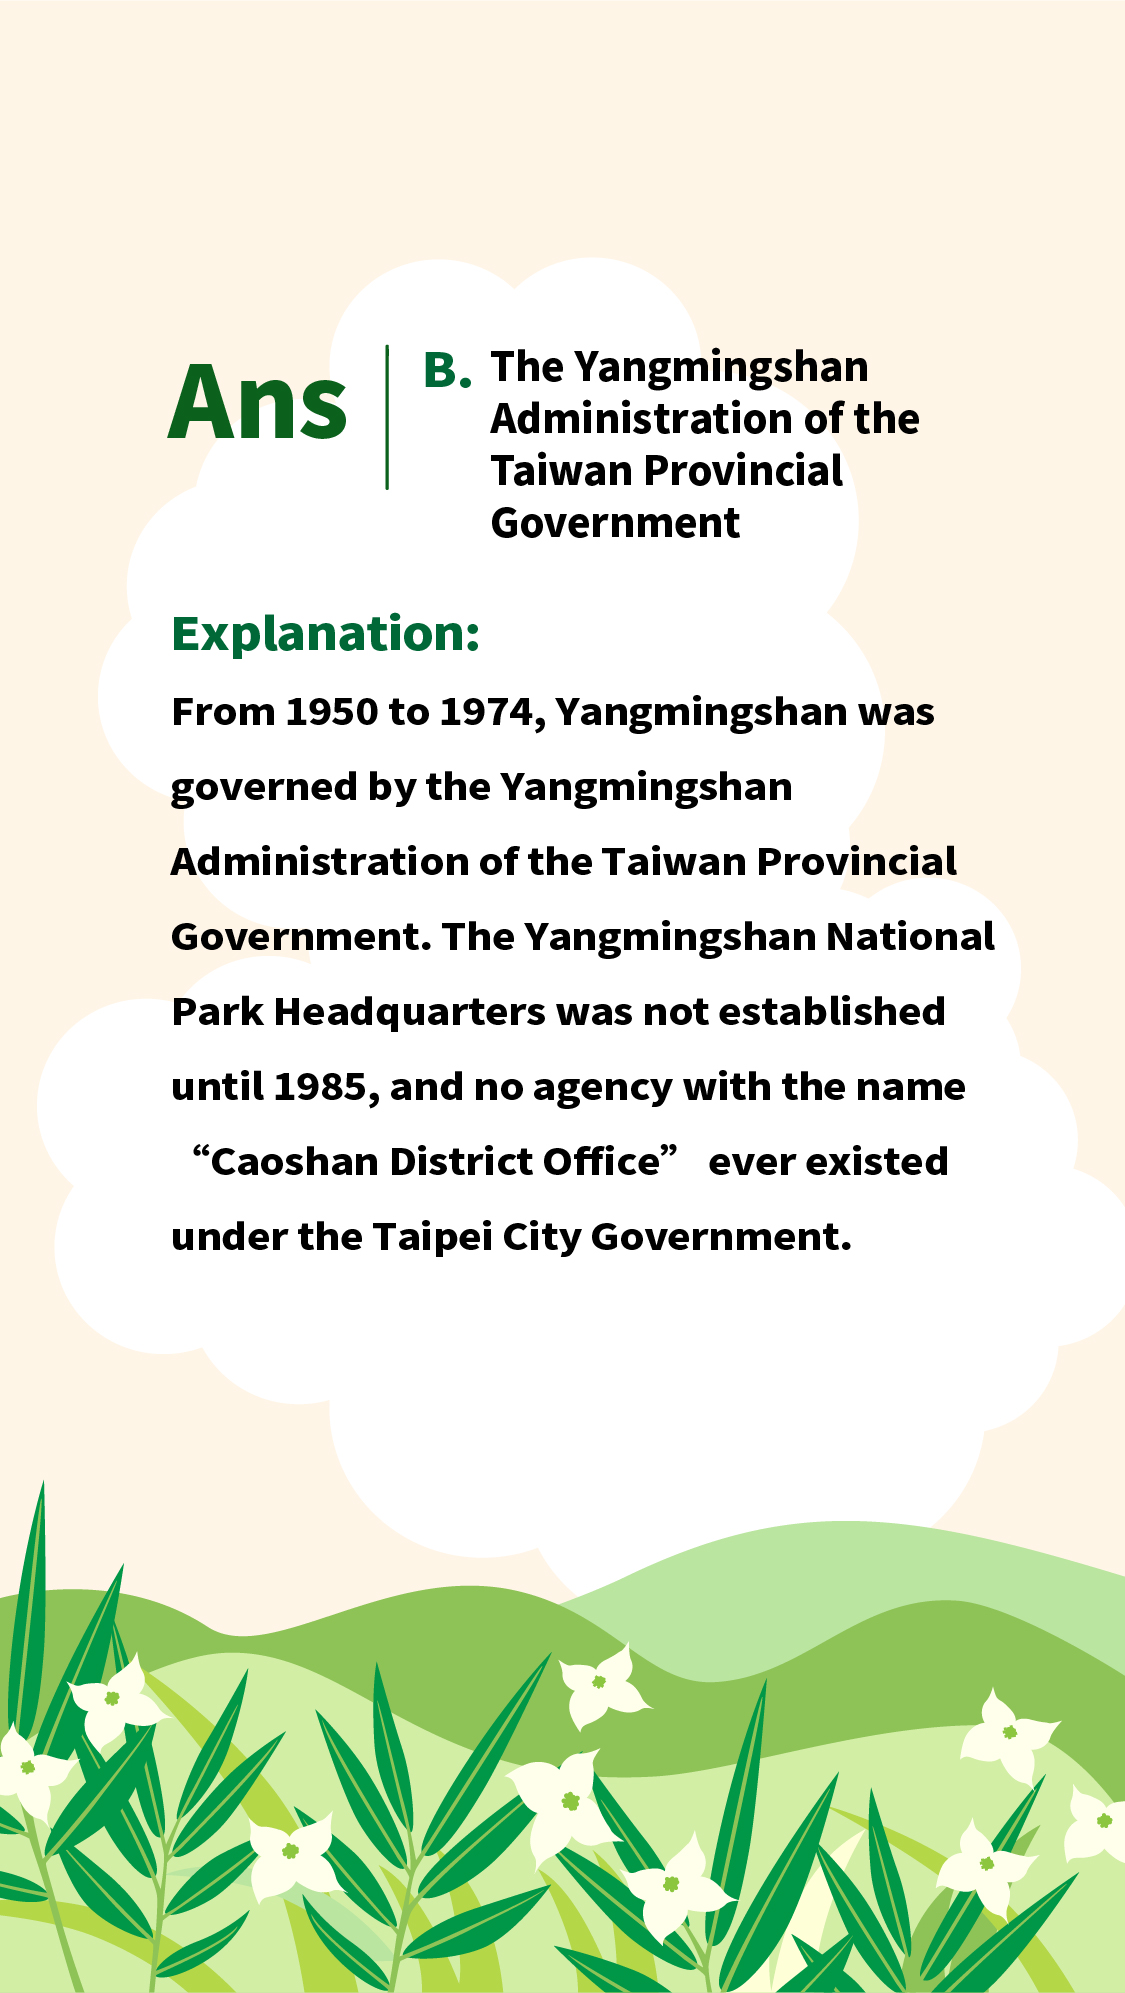 Ans
B. The Yangmingshan
Administration of the
Taiwan Provincial
Government
Explanation:
From 1950 to 1974, Yangmingshan was
governed by the Yangmingshan
Administration of the Taiwan Provincial
Government. The Yangmingshan National
Park Headquarters was not established
until 1985, and no agency with the name
“Caoshan District Office” ever existed
under the Taipei City Government.